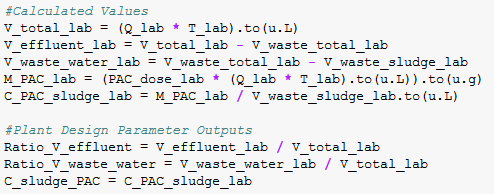 #Calculated Values
V_total_lab = (Q_lab * T_lab).to(u.L)
V_effluent_lab = V_total_lab - V_waste_total_lab
V_waste_water_lab = V_waste_total_lab - V_waste_sludge_lab
M_PAC_lab = (PAC_dose_lab * (Q_lab * T_lab).to(u.L)).to(u.g)
C_PAC_sludge_lab = M_PAC_lab / V_waste_sludge_lab.to(u.L)
#Plant Design Parameter Outputs
Ratio_V_effluent = V_effluent_lab / V_total_lab
Ratio_V_waste_water = V_waste_water_lab / V_total_lab
C_sludge_PAC = C_PAC_sludge_lab